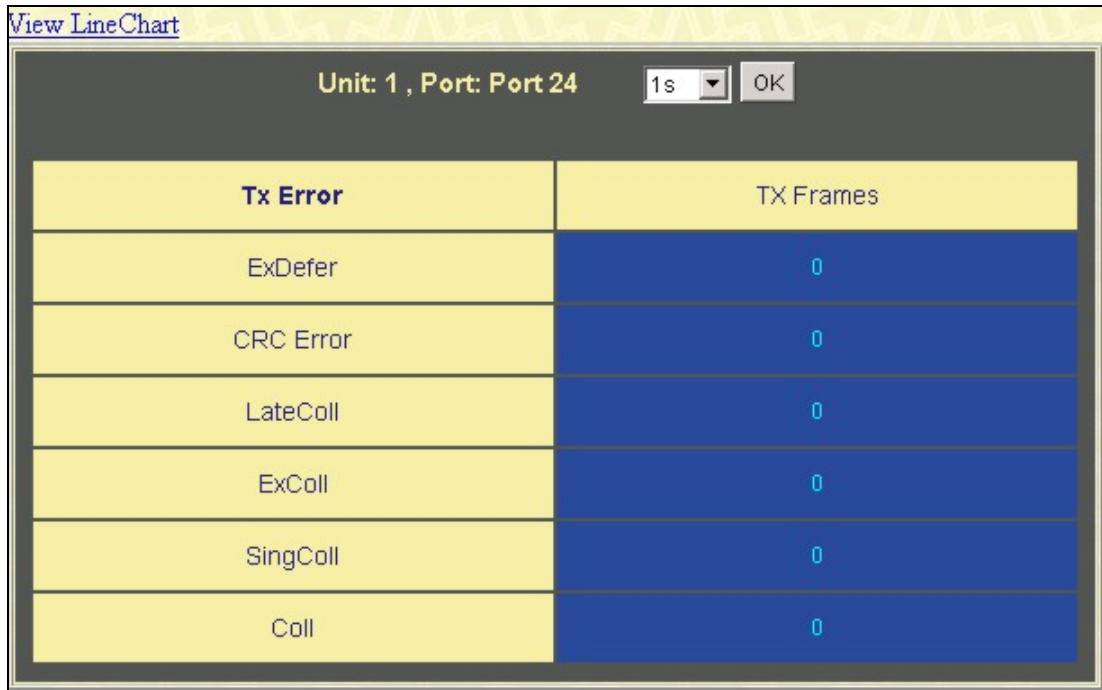 View LineChart
Unit: 1 , Port: Port 24 1s OK
Tx Error TX Frames
ExDefer 0
CRC Error 0
LateColl 0
ExColl 0
SingColl 0
Coll 0